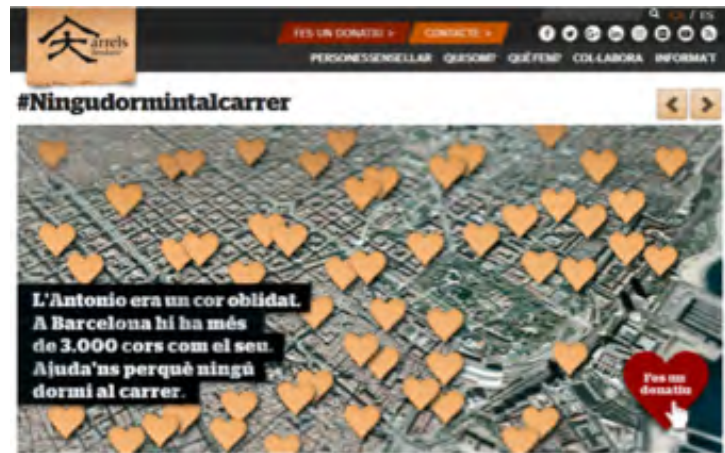 / ES
arrels
FES UN DONATIU >
CONTACTE >
PERSONESSENSELLAR QUISOM? QUÈFEM? COL·LABORA INFORMA'T
#Ningudormintalcarrer
L'Antonio era un cor oblidat.
A Barcelona hi ha més
de 3.000 cors com el seu.
Ajuda'ns perquè ningú
dormi al carrer.
Fes un
donatiu